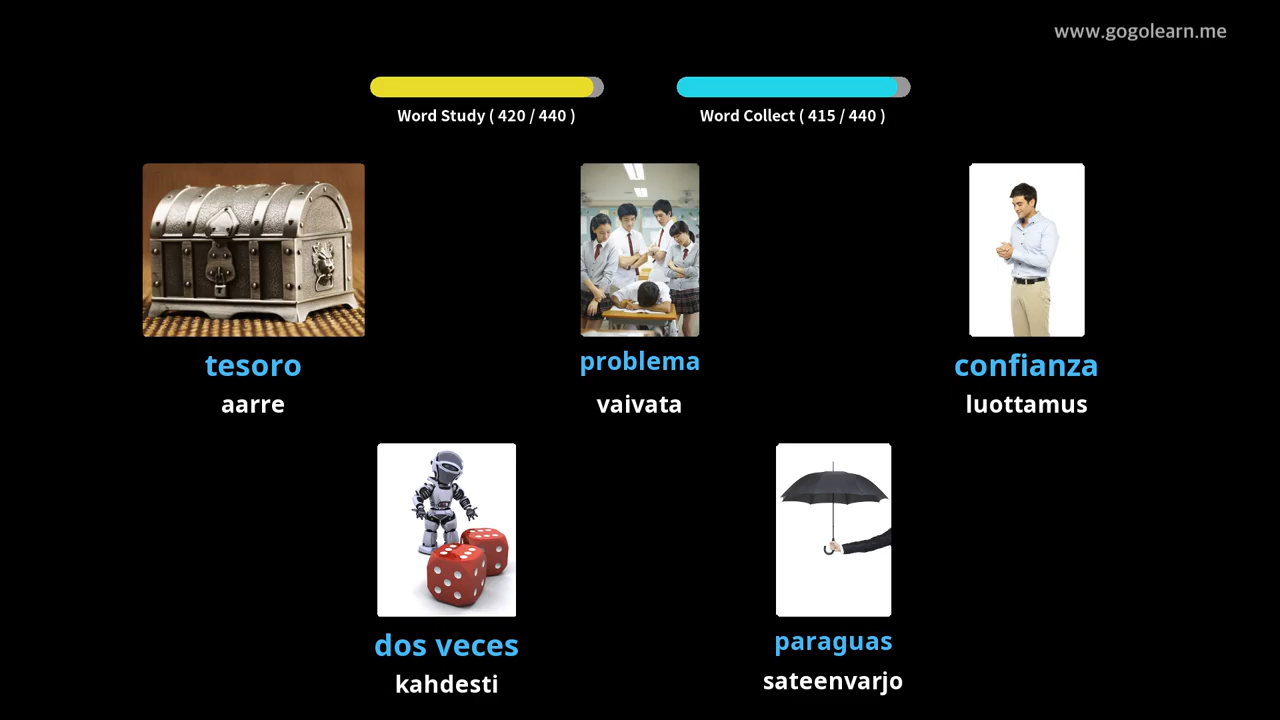 www.gogolearn.me
Word Study ( 420 / 440 )
Word Collect ( 415 / 440 )
tesoro
aarre
problema
vaivata
confianza
luottamus
dos veces
kahdesti
paraguas
sateenvarjo